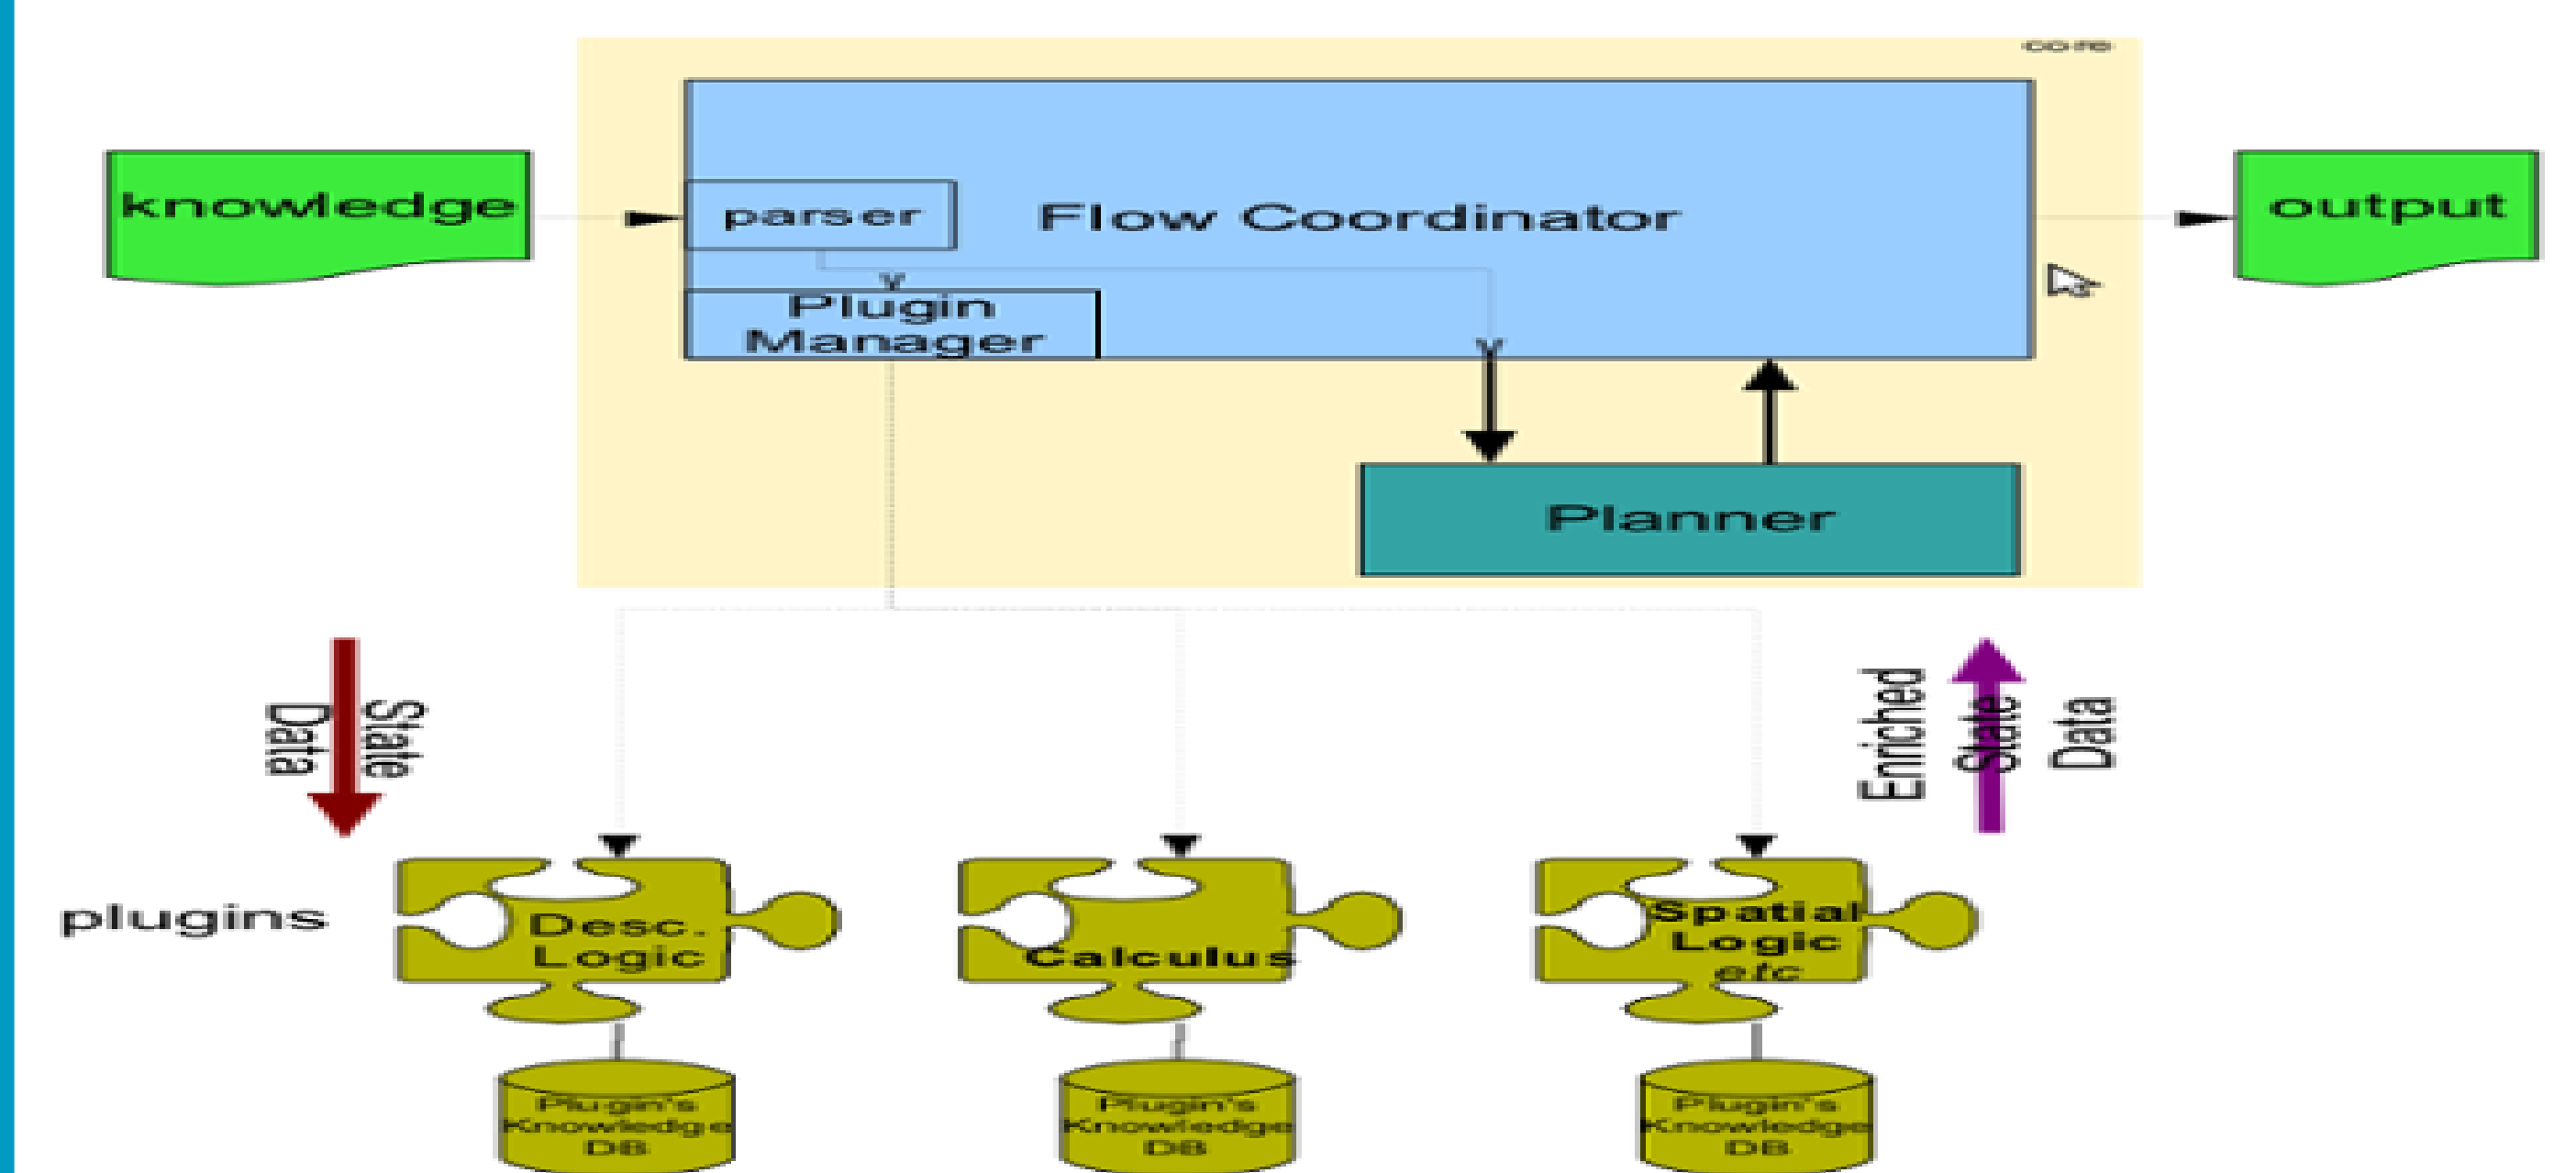 core
knowledge
parser
Flow Coordinator
output
Plugin
Manager
Planner
State
Data
Enriched
State
Data
plugins
Desc.
Logic
Calculus
Spatial
Logic
etc
Plugin's
Knowledge
DB
Plugin's
Knowledge
DB
Plugin's
Knowledge
DB